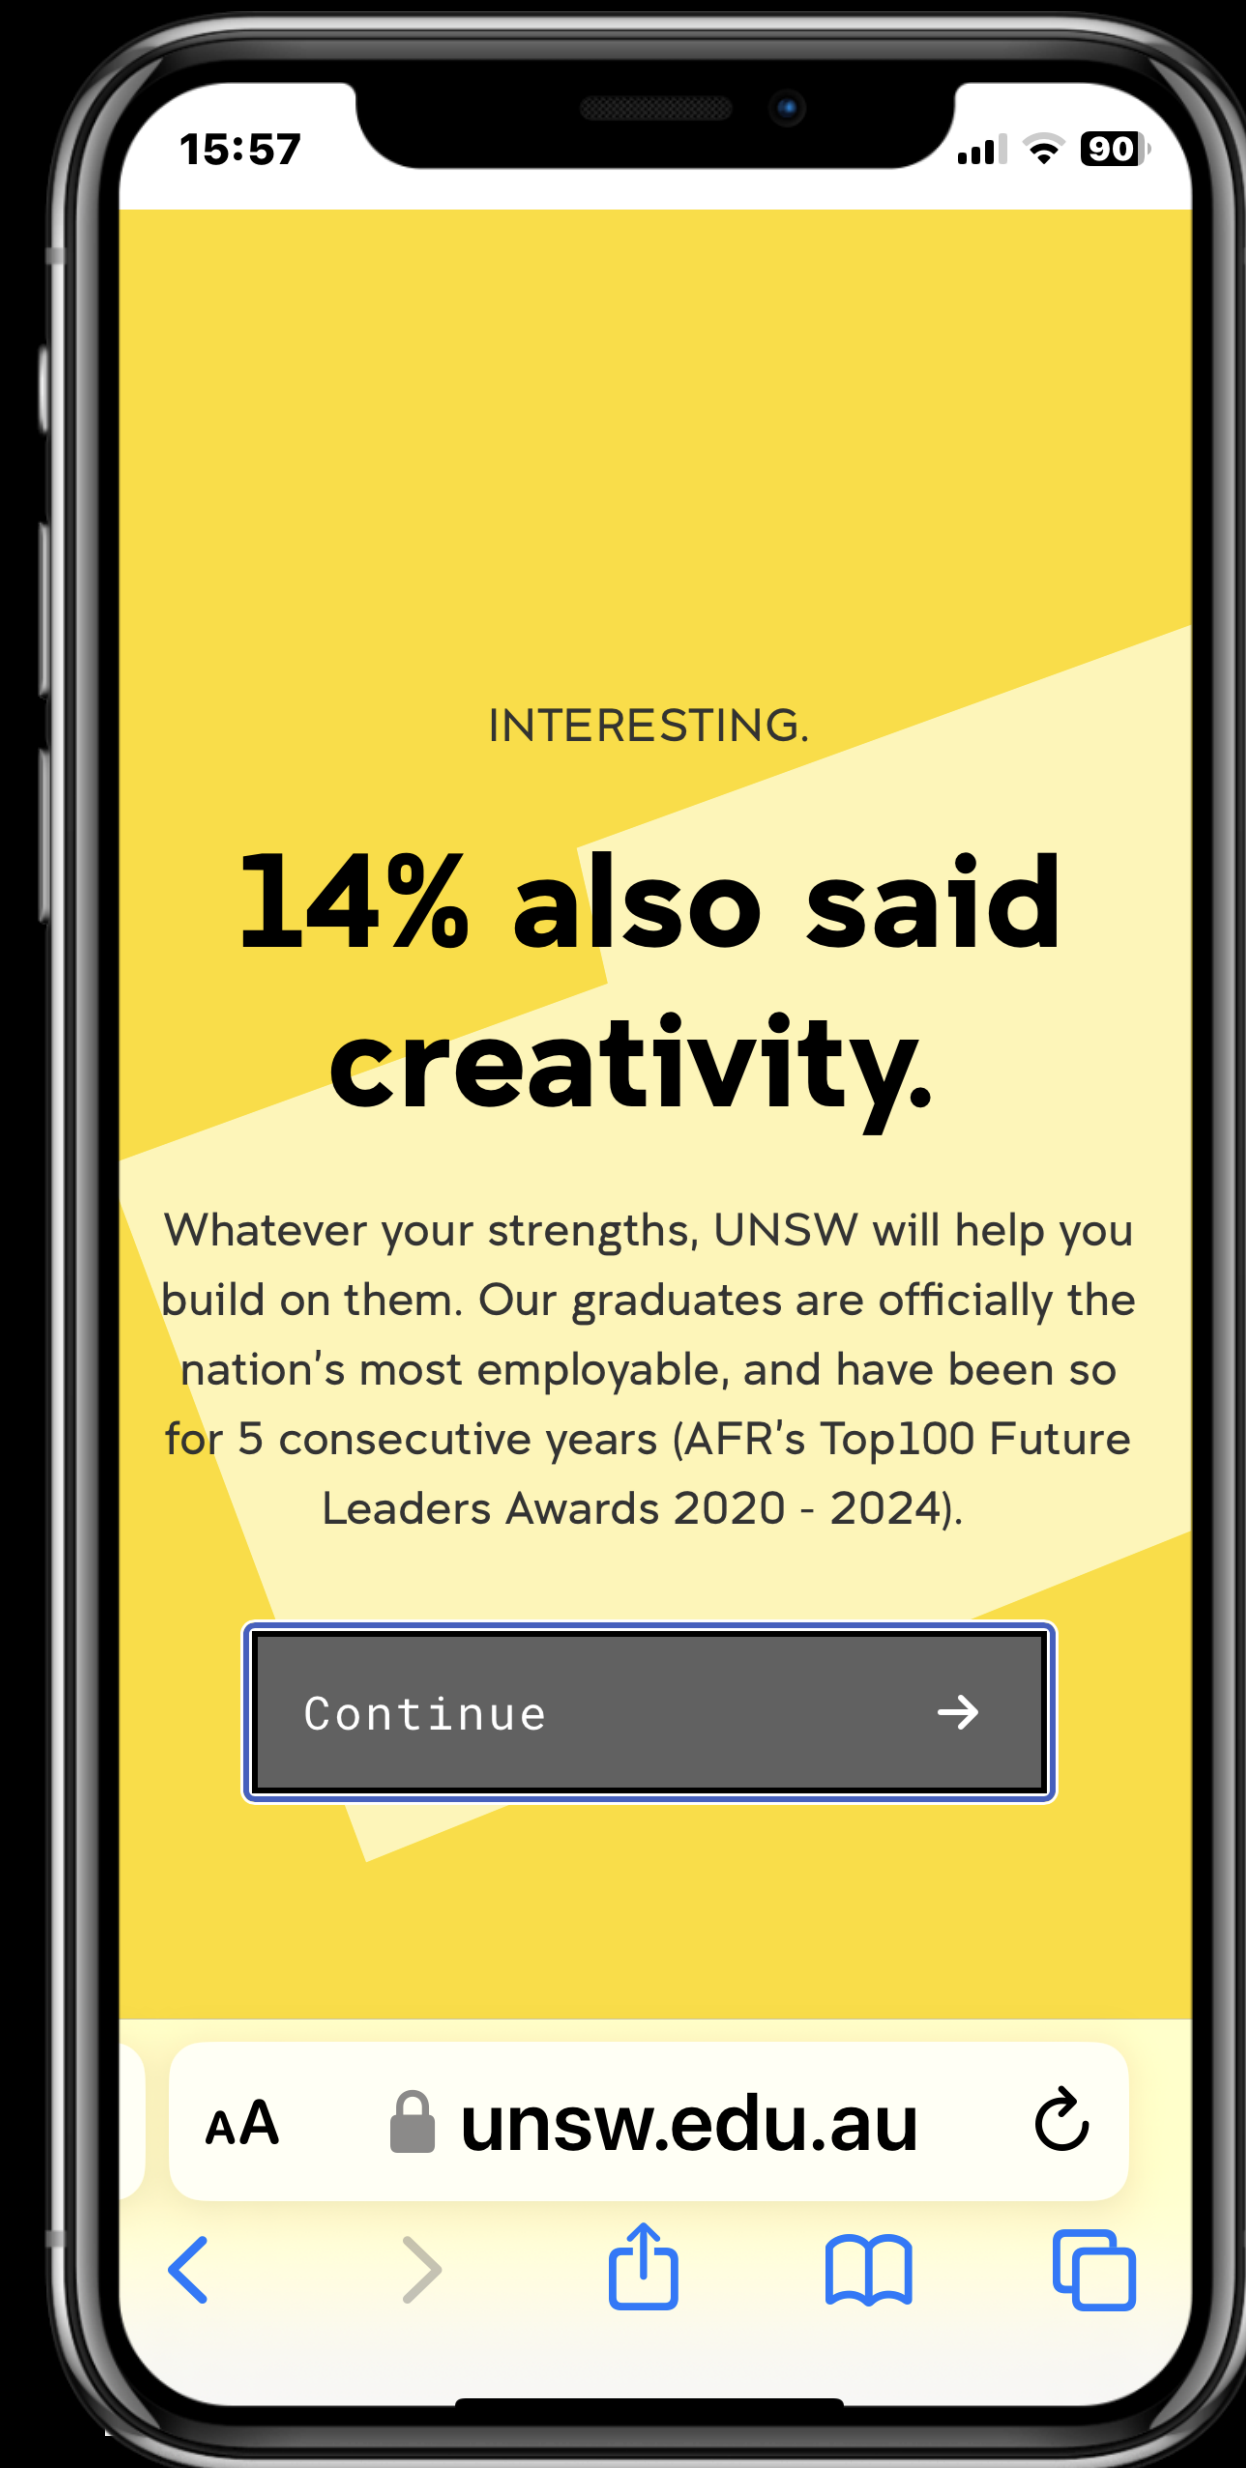 15:57
90
INTERESTING.
14% also said
creativity.
Whatever your strengths, UNSW will help you
build on them. Our graduates are officially the
nation's most employable, and have been so
for 5 consecutive years (AFR's Top100 Future
Leaders Awards 2020 - 2024).
Continue
AA unsw.edu.au